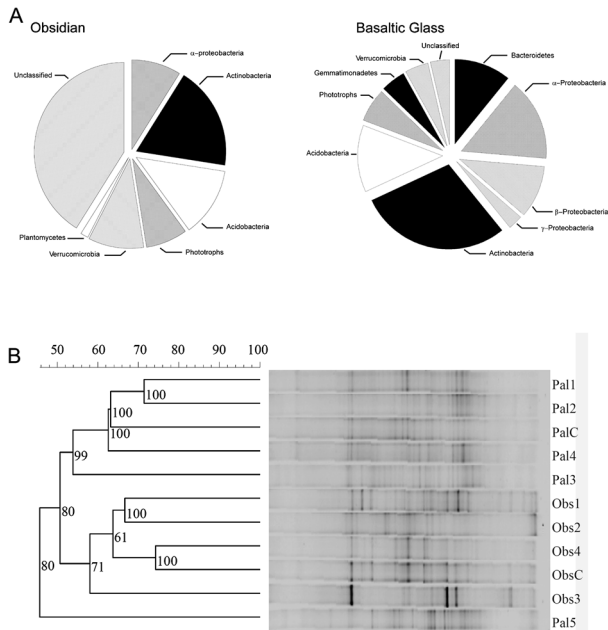 A
Obsidian
Basaltic Glass
α-proteobacteria
Actinobacteria
Acidobacteria
Phototrophs
Verrucomicrobia
Plantomycetes
Unclassified
Unclassified
Verrucomicrobia
Gemmatimonadetes
Phototrophs
Acidobacteria
Bacteroidetes
α-Proteobacteria
β-Proteobacteria
γ-Proteobacteria
Actinobacteria
B
50 60 70 80 90 100
100
100
100
99
80
100
61
100
71
80
Pal1
Pal2
PalC
Pal4
Pal3
Obs1
Obs2
Obs4
ObsC
Obs3
Pal5